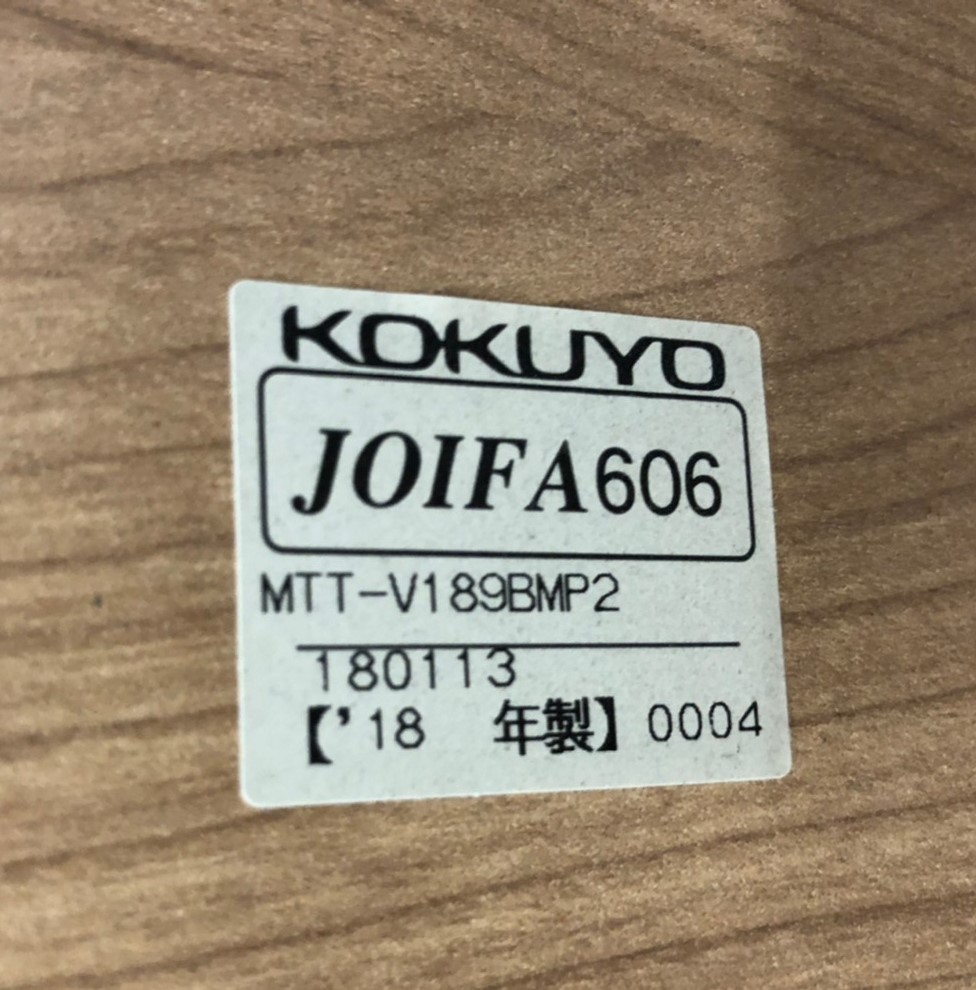 KOKUYO
JOIFA606
MTT-V189BMP2
180113
【’18 年製】 0004